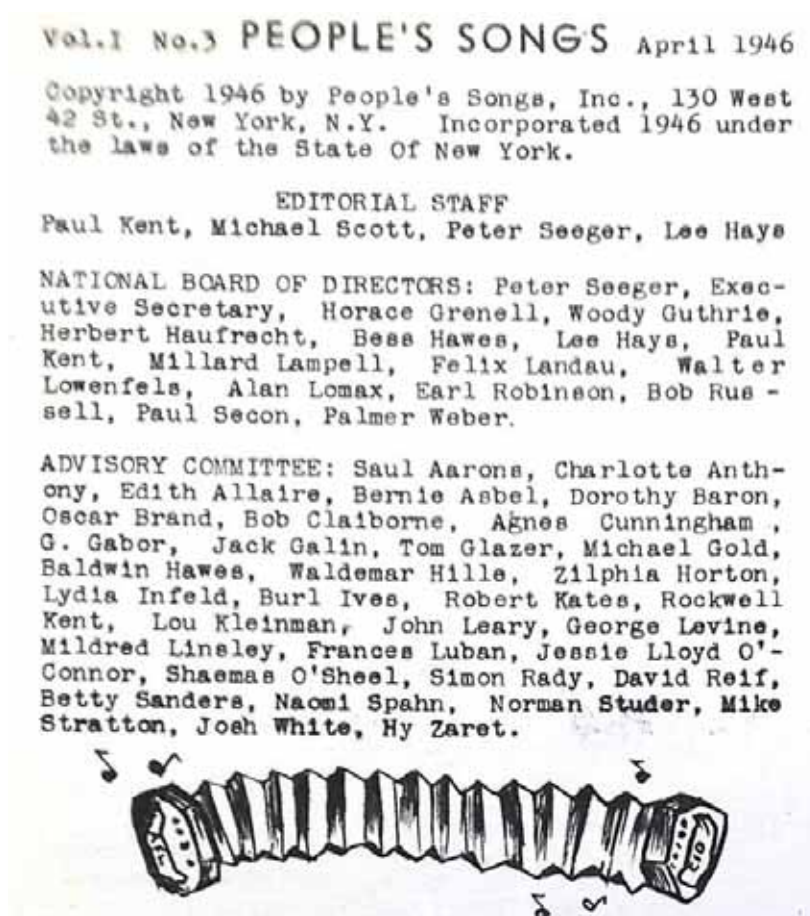 Vol.I No.3 PEOPLE'S SONGS April 1946
Copyright 1946 by People's Songs, Inc., 130 West
42 St., New York, N.Y. Incorporated 1946 under
the laws of the State Of New York.
EDITORIAL STAFF
Paul Kent, Michael Scott, Peter Seeger, Lee Hays
NATIONAL BOARD OF DIRECTORS: Peter Seeger, Exec-
utive Secretary, Horace Grenell, Woody Guthrie,
Herbert Haufrecht, Bess Hawes, Lee Hays, Paul
Kent, Millard Lampell, Felix Landau, Walter
Lowenfels, Alan Lomax, Earl Robinson, Bob Rus -
sell, Paul Secon, Palmer Weber.
ADVISORY COMMITTEE: Saul Aarons, Charlotte Anth-
ony, Edith Allaire, Bernie Asbel, Dorothy Baron,
Oscar Brand, Bob Claiborne, Agnes Cunningham ,
G. Gabor, Jack Galin, Tom Glazer, Michael Gold,
Baldwin Hawes, Waldemar Hille, Zilphia Horton,
Lydia Infeld, Burl Ives, Robert Kates, Rockwell
Kent, Lou Kleinman, John Leary, George Levine,
Mildred Linsley, Frances Luban, Jessie Lloyd O'-
Connor, Shaemas O'Sheel, Simon Rady, David Reif,
Betty Sanders, Naomi Spahn, Norman Studer, Mike
Stratton, Josh White, Hy Zaret.
CIO